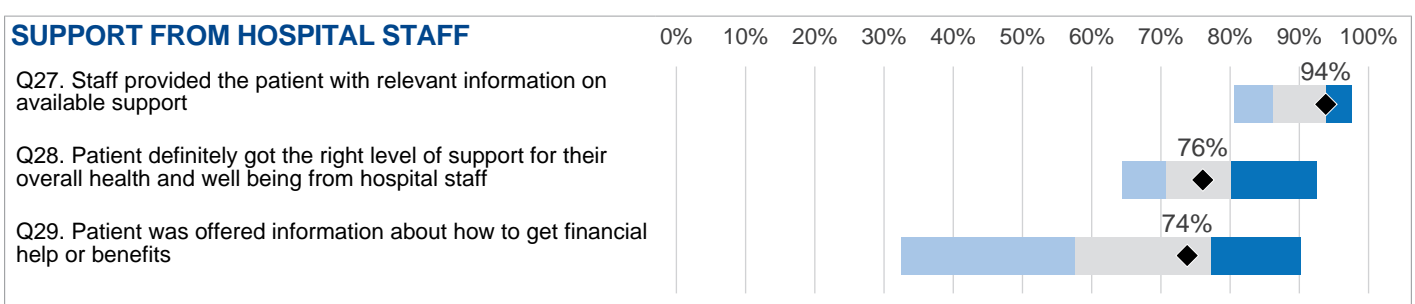 SUPPORT FROM HOSPITAL STAFF 0% 10% 20% 30% 40% 50% 60% 70% 80% 90% 100%
Q27. Staff provided the patient with relevant information on
available support
94%
Q28. Patient definitely got the right level of support for their
overall health and well being from hospital staff
76%
Q29. Patient was offered information about how to get financial
help or benefits
74%